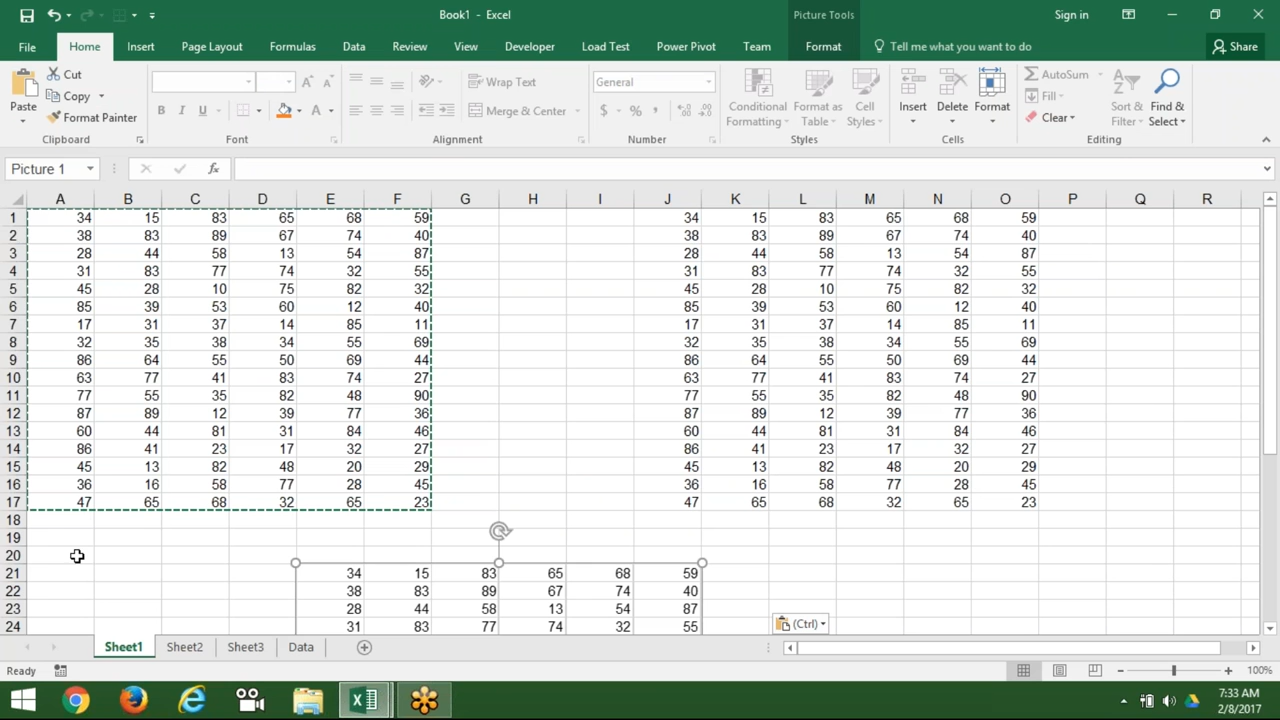 Book1 - Excel
Picture Tools
Sign in
File
Home
Insert
Page Layout
Formulas
Data
Review
View
Developer
Load Test
Power Pivot
Team
Format
Tell me what you want to do
Share
Paste
Cut
Copy
Format Painter
Clipboard
Font
Wrap Text
Merge & Center
Alignment
General
Number
Conditional Formatting
Format as Table
Cell Styles
Styles
Insert
Delete
Format
Cells
AutoSum
Fill
Clear
Sort & Filter
Find & Select
Editing
Picture 1
A B C D E F G H I J K L M N O P Q R
1 34 15 83 65 68 59 34 15 83 65 68 59
2 38 83 89 67 74 40 38 83 89 67 74 40
3 28 44 58 13 54 87 28 44 58 13 54 87
4 31 83 77 74 32 55 31 83 77 74 32 55
5 45 28 10 75 82 32 45 28 10 75 82 32
6 85 39 53 60 12 40 85 39 53 60 12 40
7 17 31 37 14 85 11 17 31 37 14 85 11
8 32 35 38 34 55 69 32 35 38 34 55 69
9 86 64 55 50 69 44 86 64 55 50 69 44
10 63 77 41 83 74 27 63 77 41 83 74 27
11 77 55 35 82 48 90 77 55 35 82 48 90
12 87 89 12 39 77 36 87 89 12 39 77 36
13 60 44 81 31 84 46 60 44 81 31 84 46
14 86 41 23 17 32 27 86 41 23 17 32 27
15 45 13 82 48 20 29 45 13 82 48 20 29
16 36 16 58 77 28 45 36 16 58 77 28 45
17 47 65 68 32 65 23 47 65 68 32 65 23
18
19
20
21 34 15 83 65 68 59
22 38 83 89 67 74 40
23 28 44 58 13 54 87
24 31 83 77 74 32 55
(Ctrl)
Sheet1
Sheet2
Sheet3
Data
Ready
100%
7:33 AM
2/8/2017